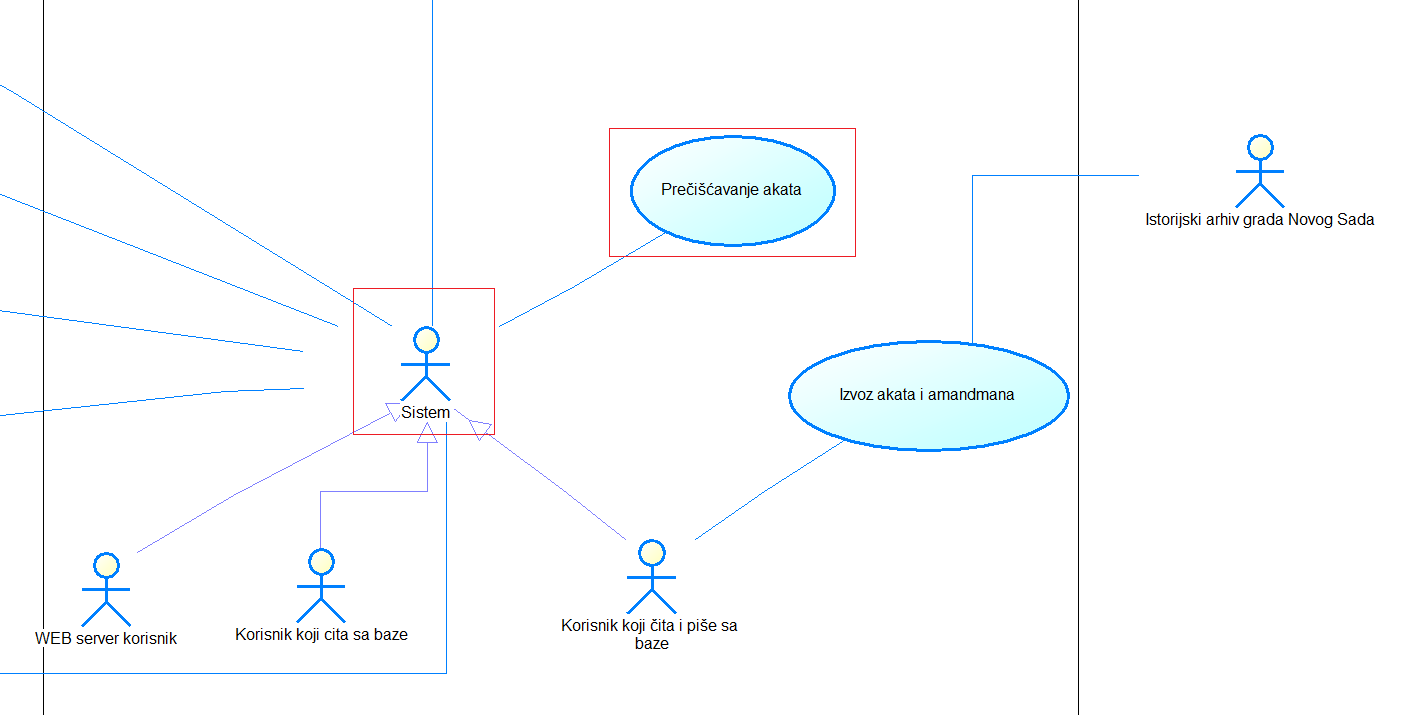 Prečišćavanje akata
Istorijski arhiv grada Novog Sada
Izvoz akata i amandmana
Sistem
WEB server korisnik
Korisnik koji cita sa baze
Korisnik koji čita i piše sa
baze